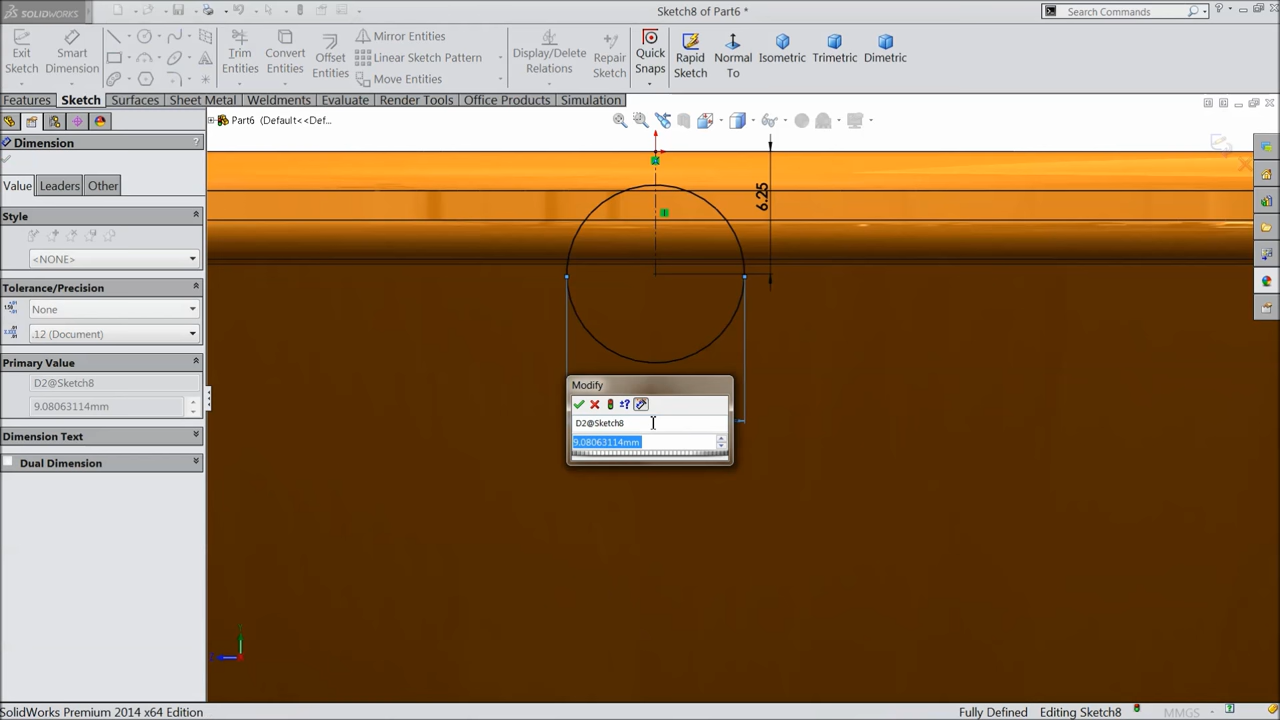 SOLIDWORKS
Sketch8 of Part6 *
Search Commands
Exit Sketch
Smart Dimension
Trim Entities
Convert Entities
Offset Entities
Mirror Entities
Linear Sketch Pattern
Move Entities
Display/Delete Relations
Repair Sketch
Quick Snaps
Rapid Sketch
Normal To
Isometric
Trimetric
Dimetric
Features Sketch Surfaces Sheet Metal Weldments Evaluate Render Tools Office Products Simulation
Part6 (Default<<Def...
Dimension
?
Value Leaders Other
Style
<NONE>
Tolerance/Precision
None
.12 (Document)
Primary Value
D2@Sketch8
9.08063114mm
Dimension Text
Dual Dimension
6.25
Modify
D2@Sketch8
9.08063114mm
SolidWorks Premium 2014 x64 Edition
Fully Defined Editing Sketch8 MMGS